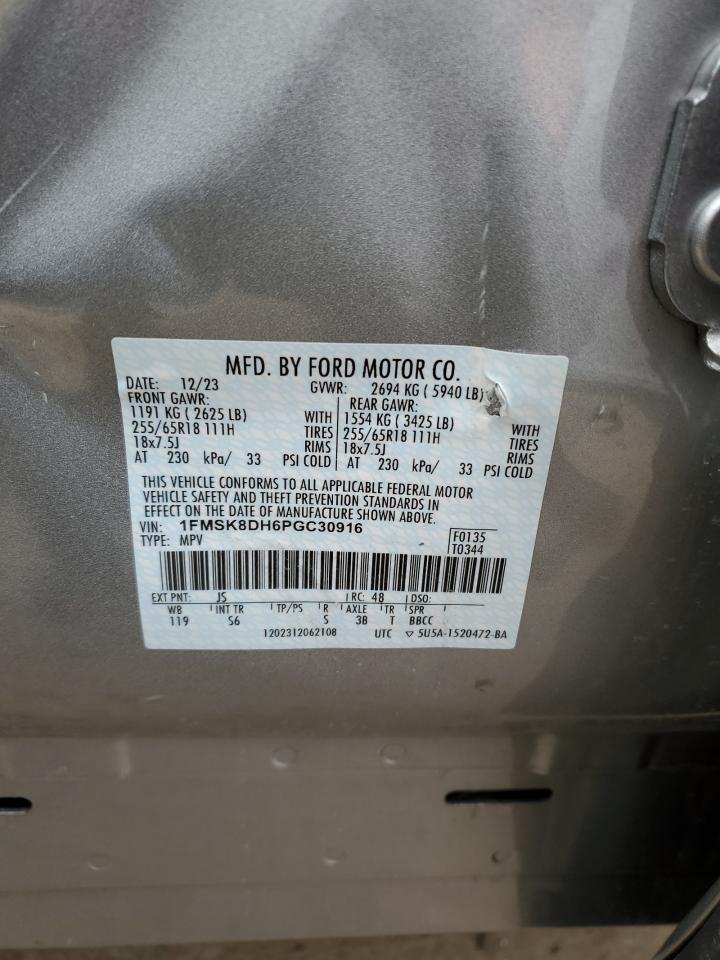 MFD. BY FORD MOTOR CO.
DATE: 12/23 GVWR: 2694 KG ( 5940 LB)
FRONT GAWR: REAR GAWR:
1191 KG ( 2625 LB) WITH 1554 KG ( 3425 LB) WITH
255/65R18 111H TIRES 255/65R18 111H TIRES
18x7.5J RIMS 18x7.5J RIMS
AT 230 kPa/ 33 PSI COLD AT 230 kPa/ 33 PSI COLD
THIS VEHICLE CONFORMS TO ALL APPLICABLE FEDERAL MOTOR
VEHICLE SAFETY AND THEFT PREVENTION STANDARDS IN
EFFECT ON THE DATE OF MANUFACTURE SHOWN ABOVE.
VIN: 1FMSK8DH6PGC30916 F0135
TYPE: MPV T0344
EXT PNT: JS RC: 48 DSO:
WB INT TR TP/PS R AXLE TR SPR
119 S6 S 3B T BBCC
1202312062108 UTC ▽ 5U5A-1520472-BA